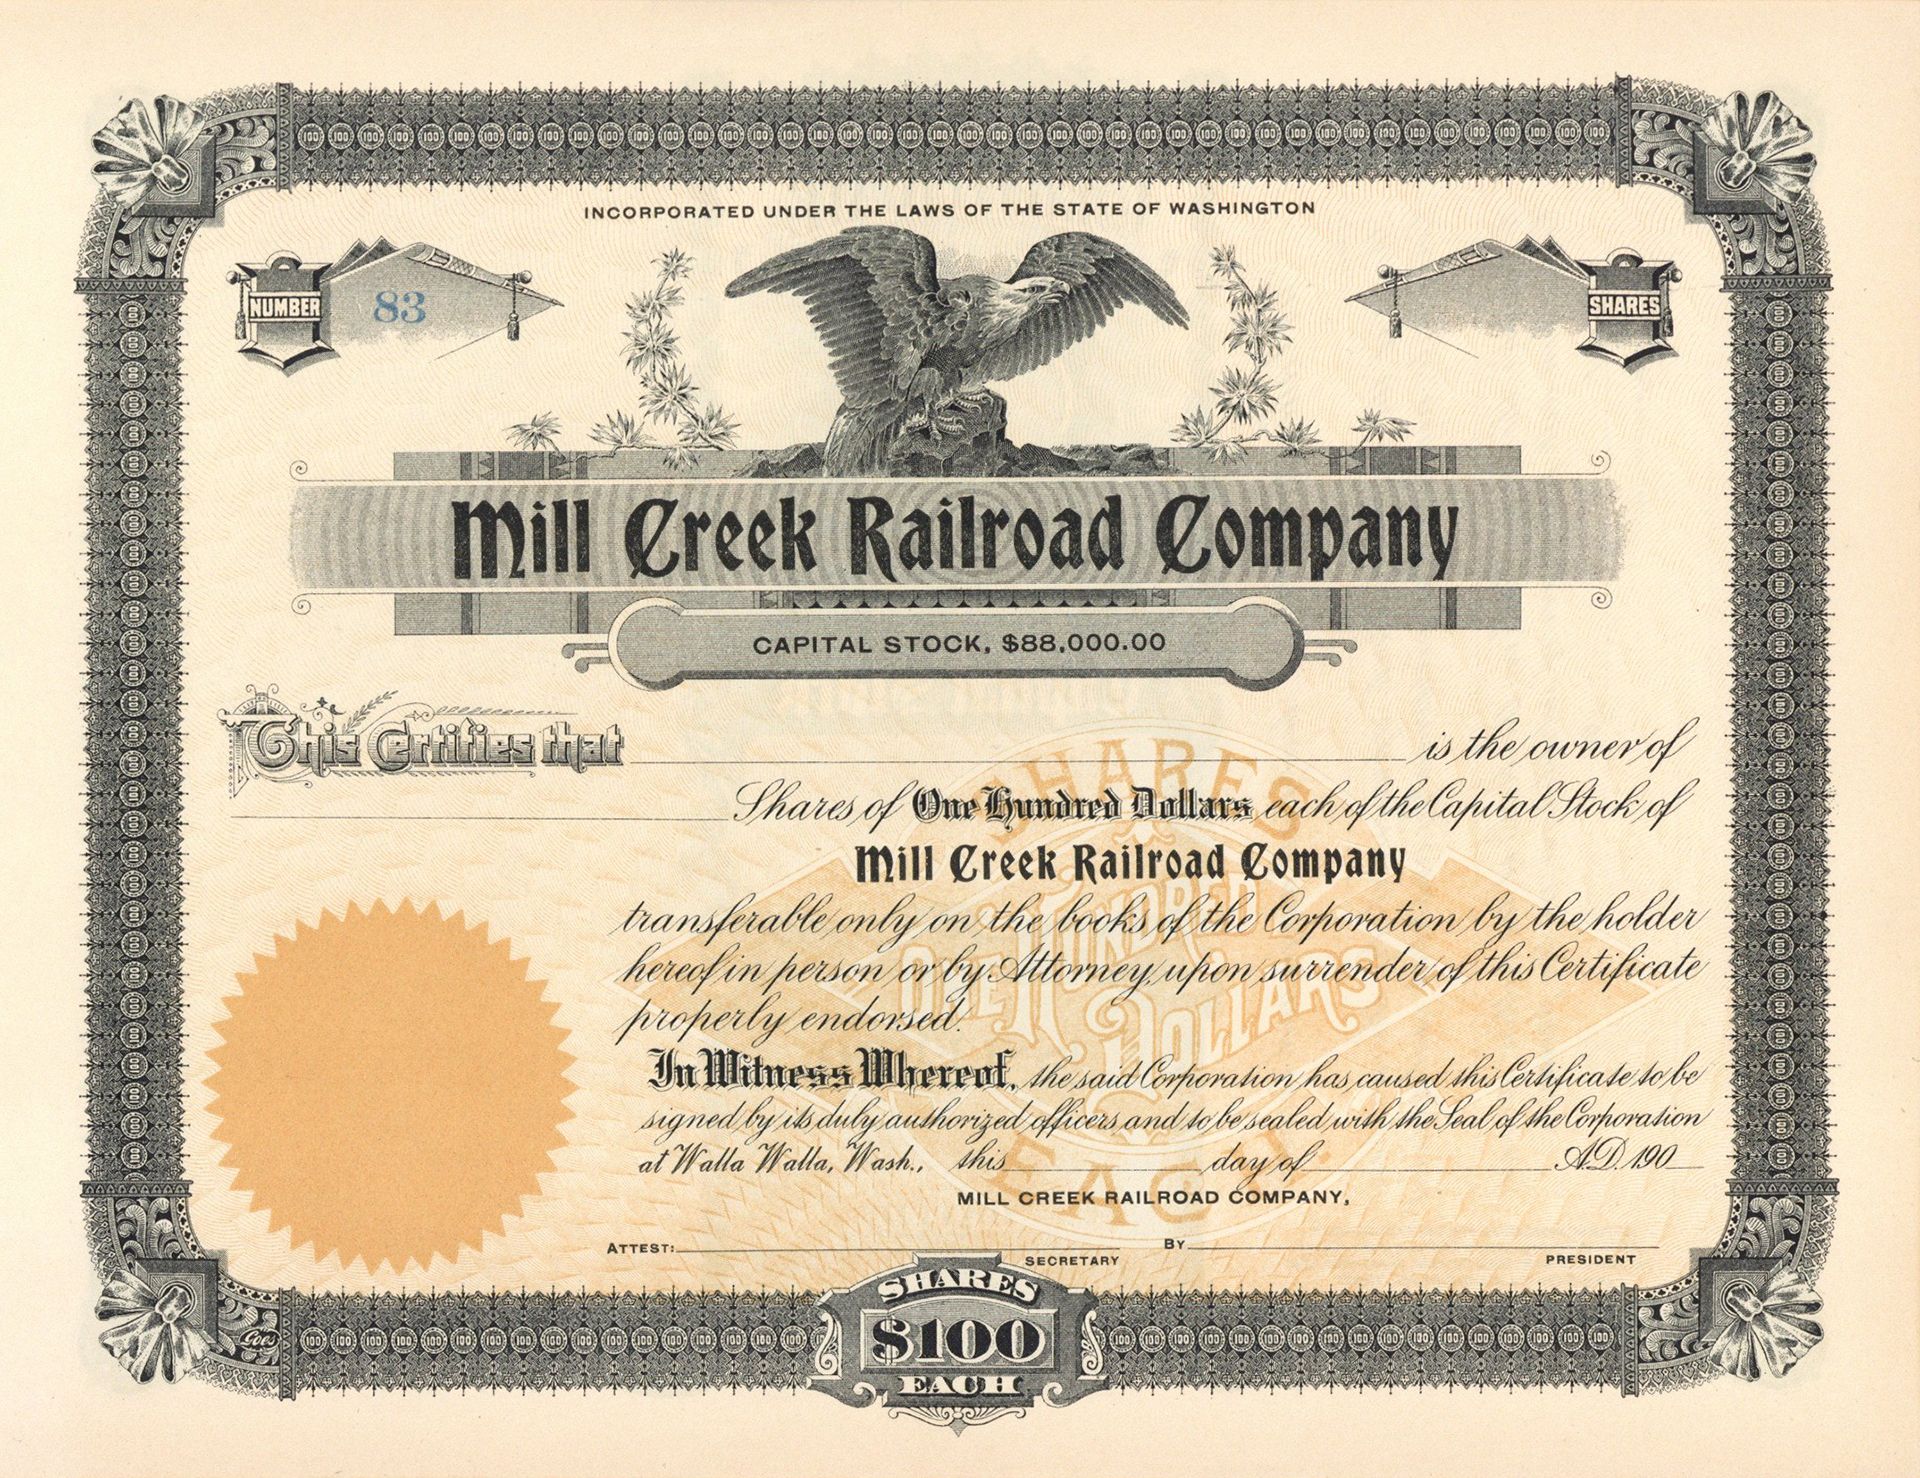 INCORPORATED UNDER THE LAWS OF THE STATE OF WASHINGTON
NUMBER 83 SHARES
Mill Creek Railroad Company
CAPITAL STOCK, $88,000.00
This Certifies that is the owner of
Shares of One Hundred Dollars each of the Capital Stock of
Mill Creek Railroad Company
transferable only on the books of the Corporation by the holder
hereof in person or by Attorney, upon surrender of this Certificate
properly endorsed.
In Witness Whereof, the said Corporation has caused this Certificate to be
signed by its duly authorized officers and to be sealed with the Seal of the Corporation
at Walla Walla, Wash., this day of A.D. 190
MILL CREEK RAILROAD COMPANY,
ATTEST: BY
SECRETARY PRESIDENT
SHARES
ONE HUNDRED DOLLARS
EACH
Goes
SHARES
$100
EACH